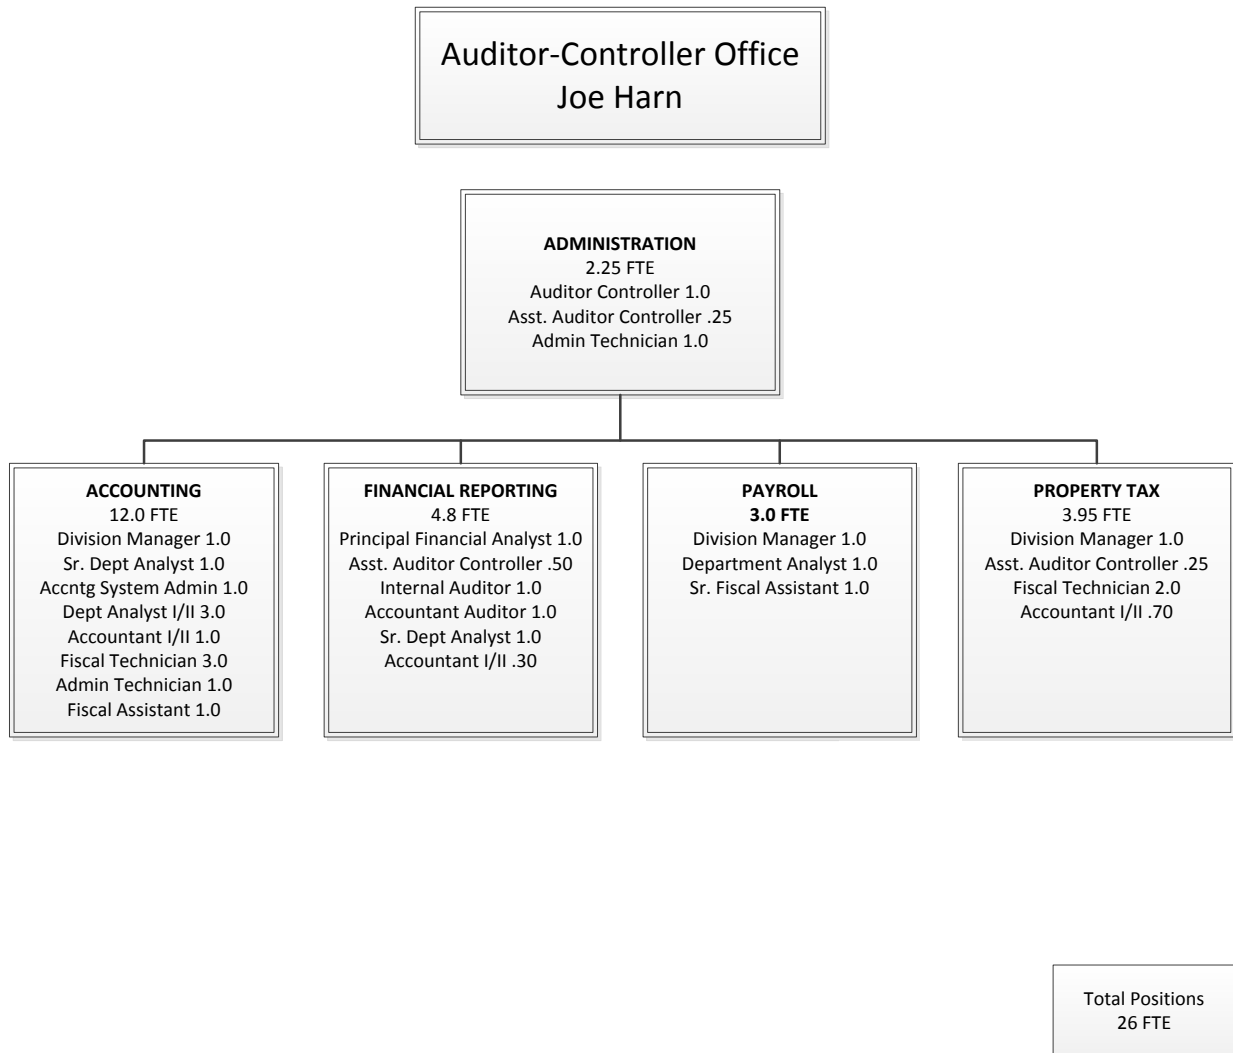 Auditor-Controller Office
Joe Harn
ADMINISTRATION
2.25 FTE
Auditor Controller 1.0
Asst. Auditor Controller .25
Admin Technician 1.0
ACCOUNTING
12.0 FTE
Division Manager 1.0
Sr. Dept Analyst 1.0
Accntg System Admin 1.0
Dept Analyst I/II 3.0
Accountant I/II 1.0
Fiscal Technician 3.0
Admin Technician 1.0
Fiscal Assistant 1.0
FINANCIAL REPORTING
4.8 FTE
Principal Financial Analyst 1.0
Asst. Auditor Controller .50
Internal Auditor 1.0
Accountant Auditor 1.0
Sr. Dept Analyst 1.0
Accountant I/II .30
PAYROLL
3.0 FTE
Division Manager 1.0
Department Analyst 1.0
Sr. Fiscal Assistant 1.0
PROPERTY TAX
3.95 FTE
Division Manager 1.0
Asst. Auditor Controller .25
Fiscal Technician 2.0
Accountant I/II .70
Total Positions
26 FTE